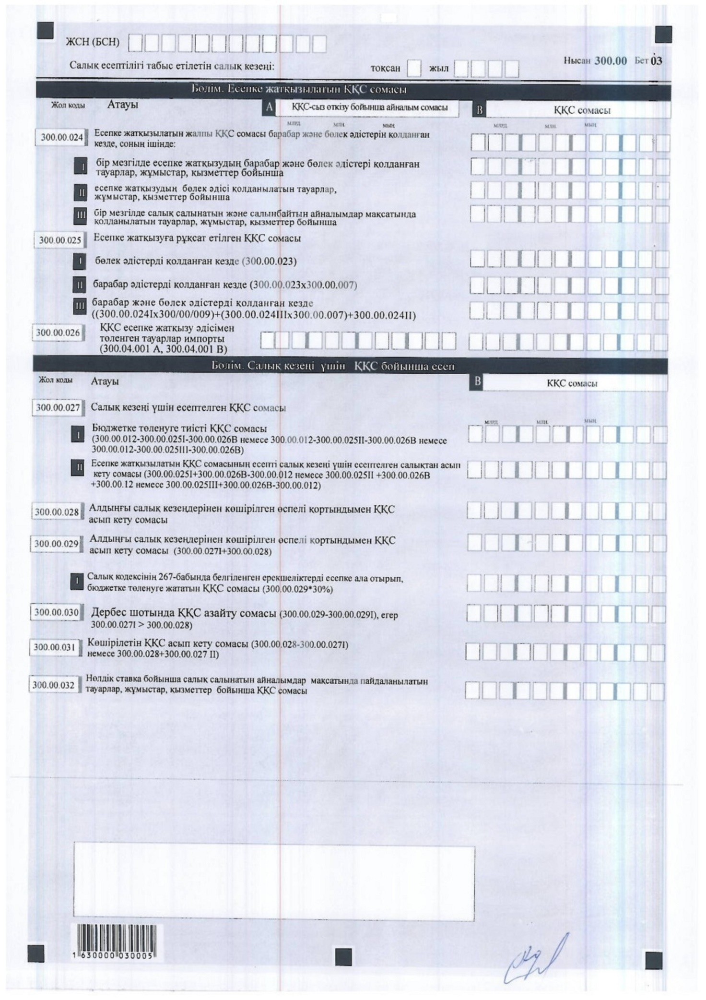 ЖСН (БСН)
Нысан 300.00 Бет 03
Салық есептілігі табыс етілетін салық кезеңі: тоқсан жыл
Бөлім. Есепке жатқызылатын ҚҚС сомасы
Жол коды Атауы A ҚҚС-сыз өткізу бойынша айналым сомасы B ҚҚС сомасы
млрд млн мың млрд млн мың
300.00.024 Есепке жатқызылатын жалпы ҚҚС сомасы барабар және бөлек әдістерін қолданған
кезде, соның ішінде:
I бір мезгілде есепке жатқызудың барабар және бөлек әдістері қолданған
тауарлар, жұмыстар, қызметтер бойынша
II есепке жатқызудың бөлек әдісі қолданылатын тауарлар,
жұмыстар, қызметтер бойынша
III бір мезгілде салық салынатын және салынбайтын айналымдар мақсатында
қолданылатын тауарлар, жұмыстар, қызметтер бойынша
300.00.025 Есепке жатқызуға рұқсат етілген ҚҚС сомасы
I бөлек әдістерді қолданған кезде (300.00.023)
II барабар әдістерді қолданған кезде (300.00.023х300.00.007)
III барабар және бөлек әдістерді қолданған кезде
((300.00.024Iх300/00/009)+(300.00.024IIIх300.00.007)+300.00.024II)
300.00.026 ҚҚС есепке жатқызу әдісімен
төленген тауарлар импорты
(300.04.001 А, 300.04.001 В)
Бөлім. Салық кезеңі үшін ҚҚС бойынша есеп
Жол коды Атауы B ҚҚС сомасы
300.00.027 Салық кезеңі үшін есептелген ҚҚС сомасы
млрд млн. мың
I Бюджетке төленуге тиісті ҚҚС сомасы
(300.00.012-300.00.025I-300.00.026В немесе 300.00.012-300.00.025II-300.00.026В немесе
300.00.012-300.00.025III-300.00.026В)
II Есепке жатқызылатын ҚҚС сомасының есепті салық кезеңі үшін есептелген салықтан асып
кету сомасы (300.00.025I+300.00.026В-300.00.012 немесе 300.00.025II +300.00.026В
+300.00.12 немесе 300.00.025III+300.00.026В-300.00.012)
300.00.028 Алдыңғы салық кезеңдерінен көшірілген өспелі қортындымен ҚҚС
асып кету сомасы
300.00.029 Алдыңғы салық кезеңдерінен көшірілген өспелі қортындымен ҚҚС
асып кету сомасы (300.00.027I+300.00.028)
I Салық кодексінің 267-бабында белгіленген ерекшеліктерді есепке ала отырып,
бюджетке төленуге жататын ҚҚС сомасы (300.00.029*30%)
300.00.030 Дербес шотында ҚҚС азайту сомасы (300.00.029-300.00.029I), егер
300.00.027I > 300.00.028)
300.00.031 Көшірілетін ҚҚС асып кету сомасы (300.00.028-300.00.027I)
немесе 300.00.028+300.00.027 II)
300.00.032 Нөлдік ставка бойынша салық салынатын айналымдар мақсатында пайдаланылатын
тауарлар, жұмыстар, қызметтер бойынша ҚҚС сомасы
1 630000 030005